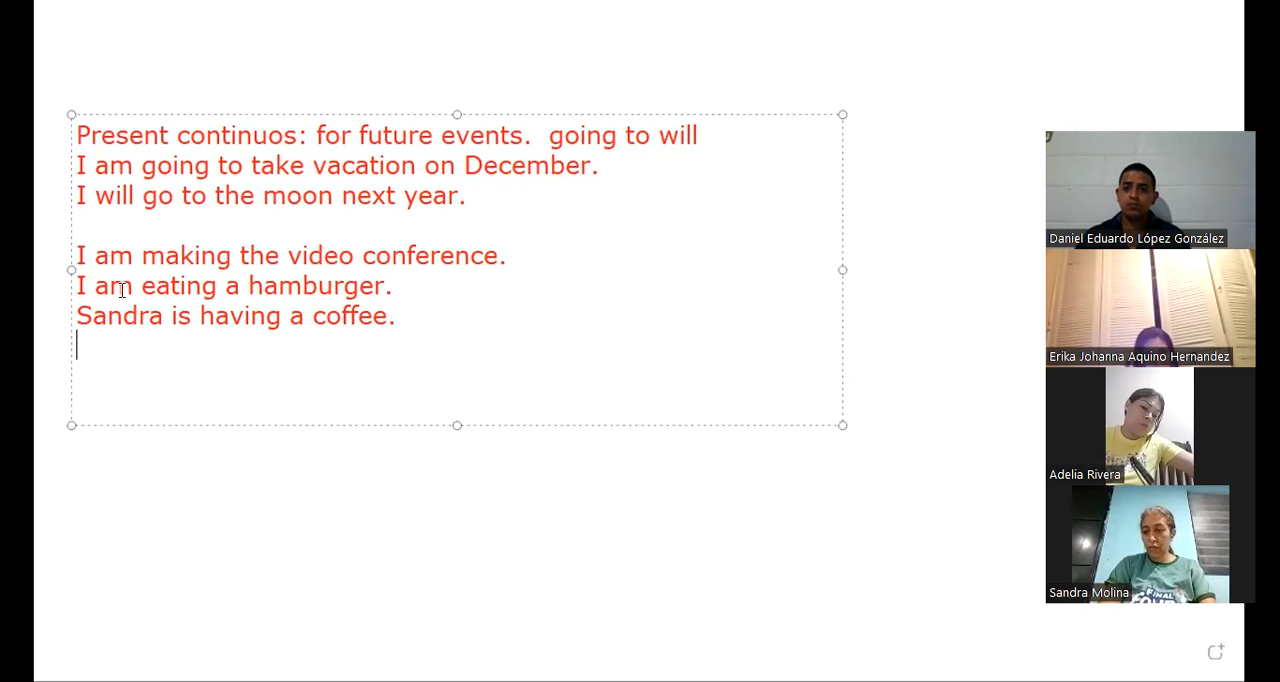 Present continuos: for future events.  going to will
I am going to take vacation on December.
I will go to the moon next year.
I am making the video conference.
I am eating a hamburger.
Sandra is having a coffee.
Daniel Eduardo López González
Erika Johanna Aquino Hernandez
Adelia Rivera
Sandra Molina
FINAL